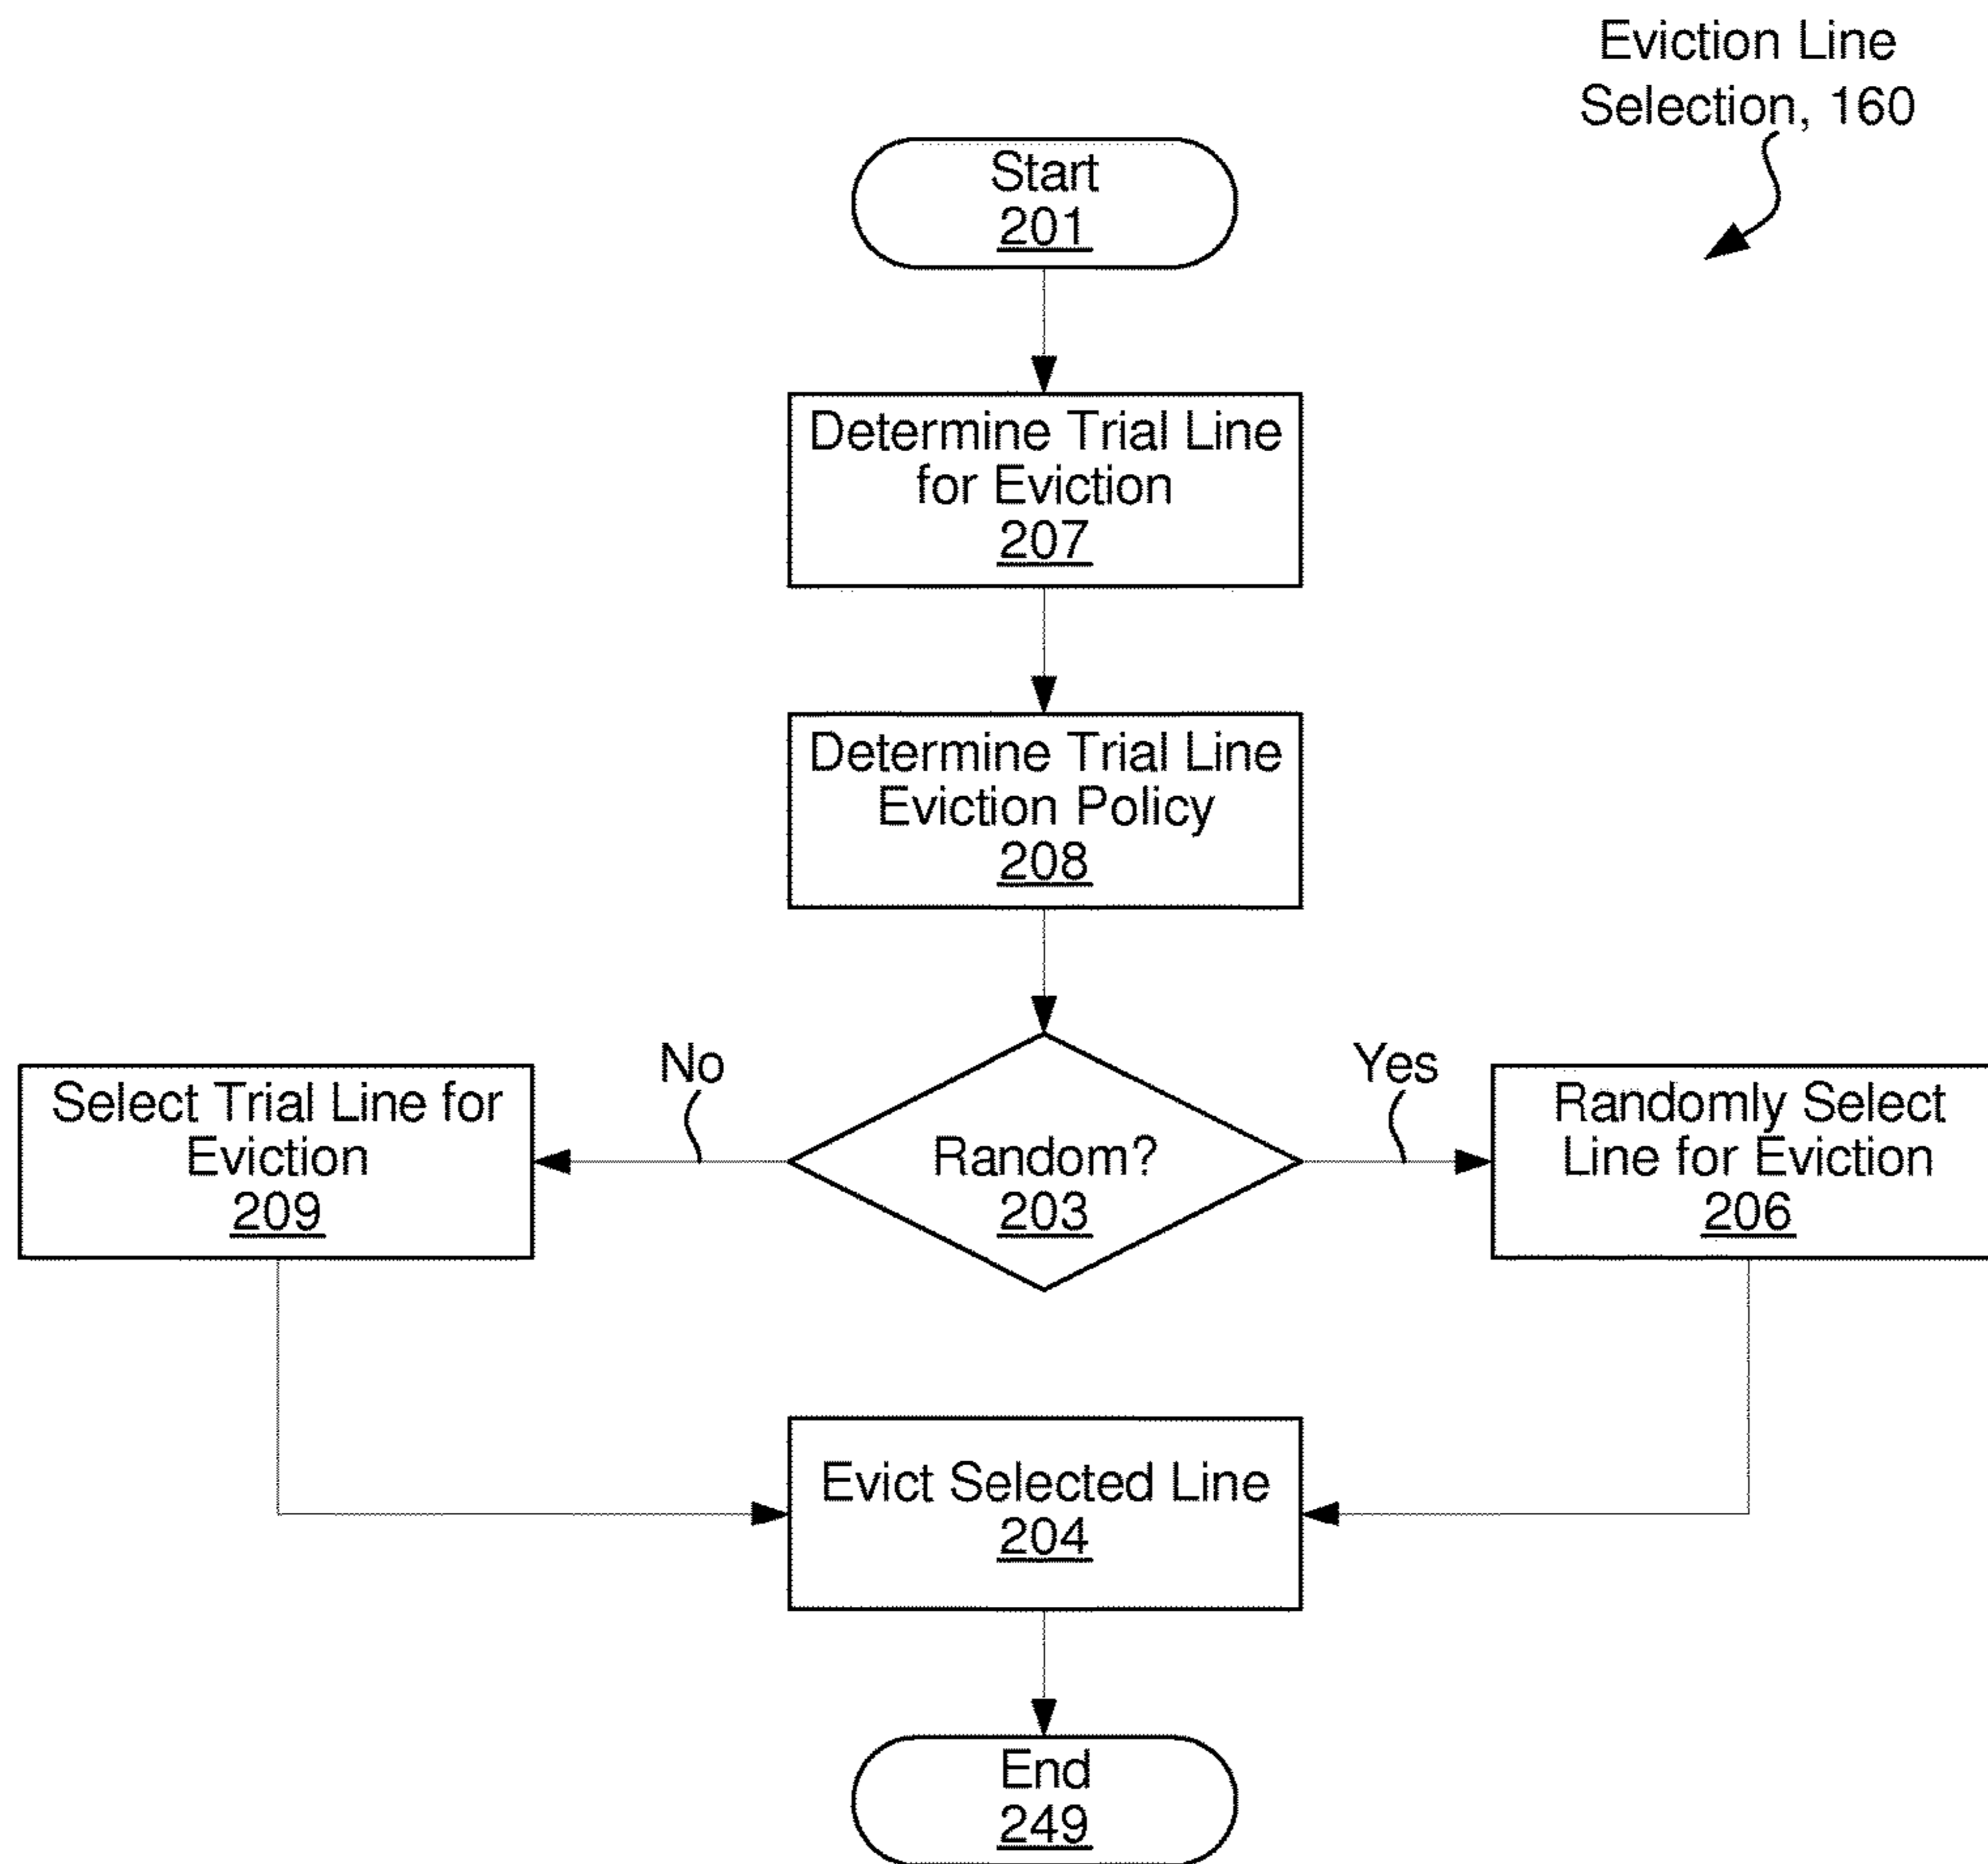 Eviction Line
Selection, 160
Start
201
Determine Trial Line
for Eviction
207
Determine Trial Line
Eviction Policy
208
No
Yes
Select Trial Line for
Eviction
209
Random?
203
Randomly Select
Line for Eviction
206
Evict Selected Line
204
End
249